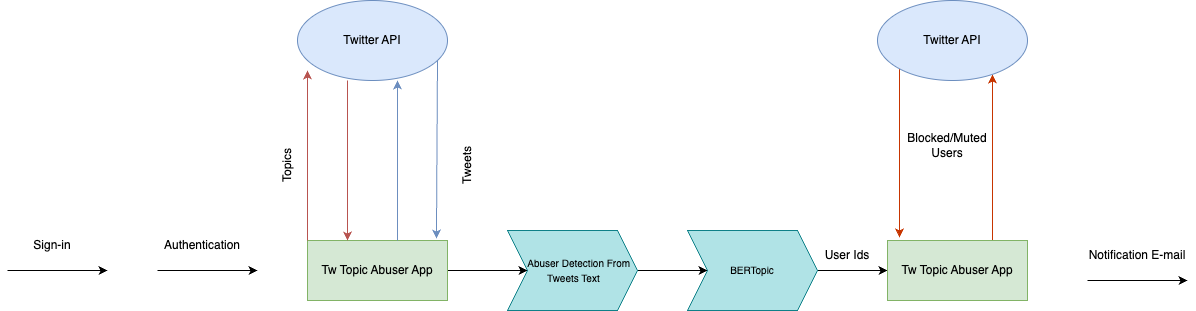 Twitter API
Twitter API
Topics
Tweets
Blocked/Muted
Users
Sign-in
Authentication
Tw Topic Abuser App
Abuser Detection From
Tweets Text
BERTopic
User Ids
Tw Topic Abuser App
Notification E-mail